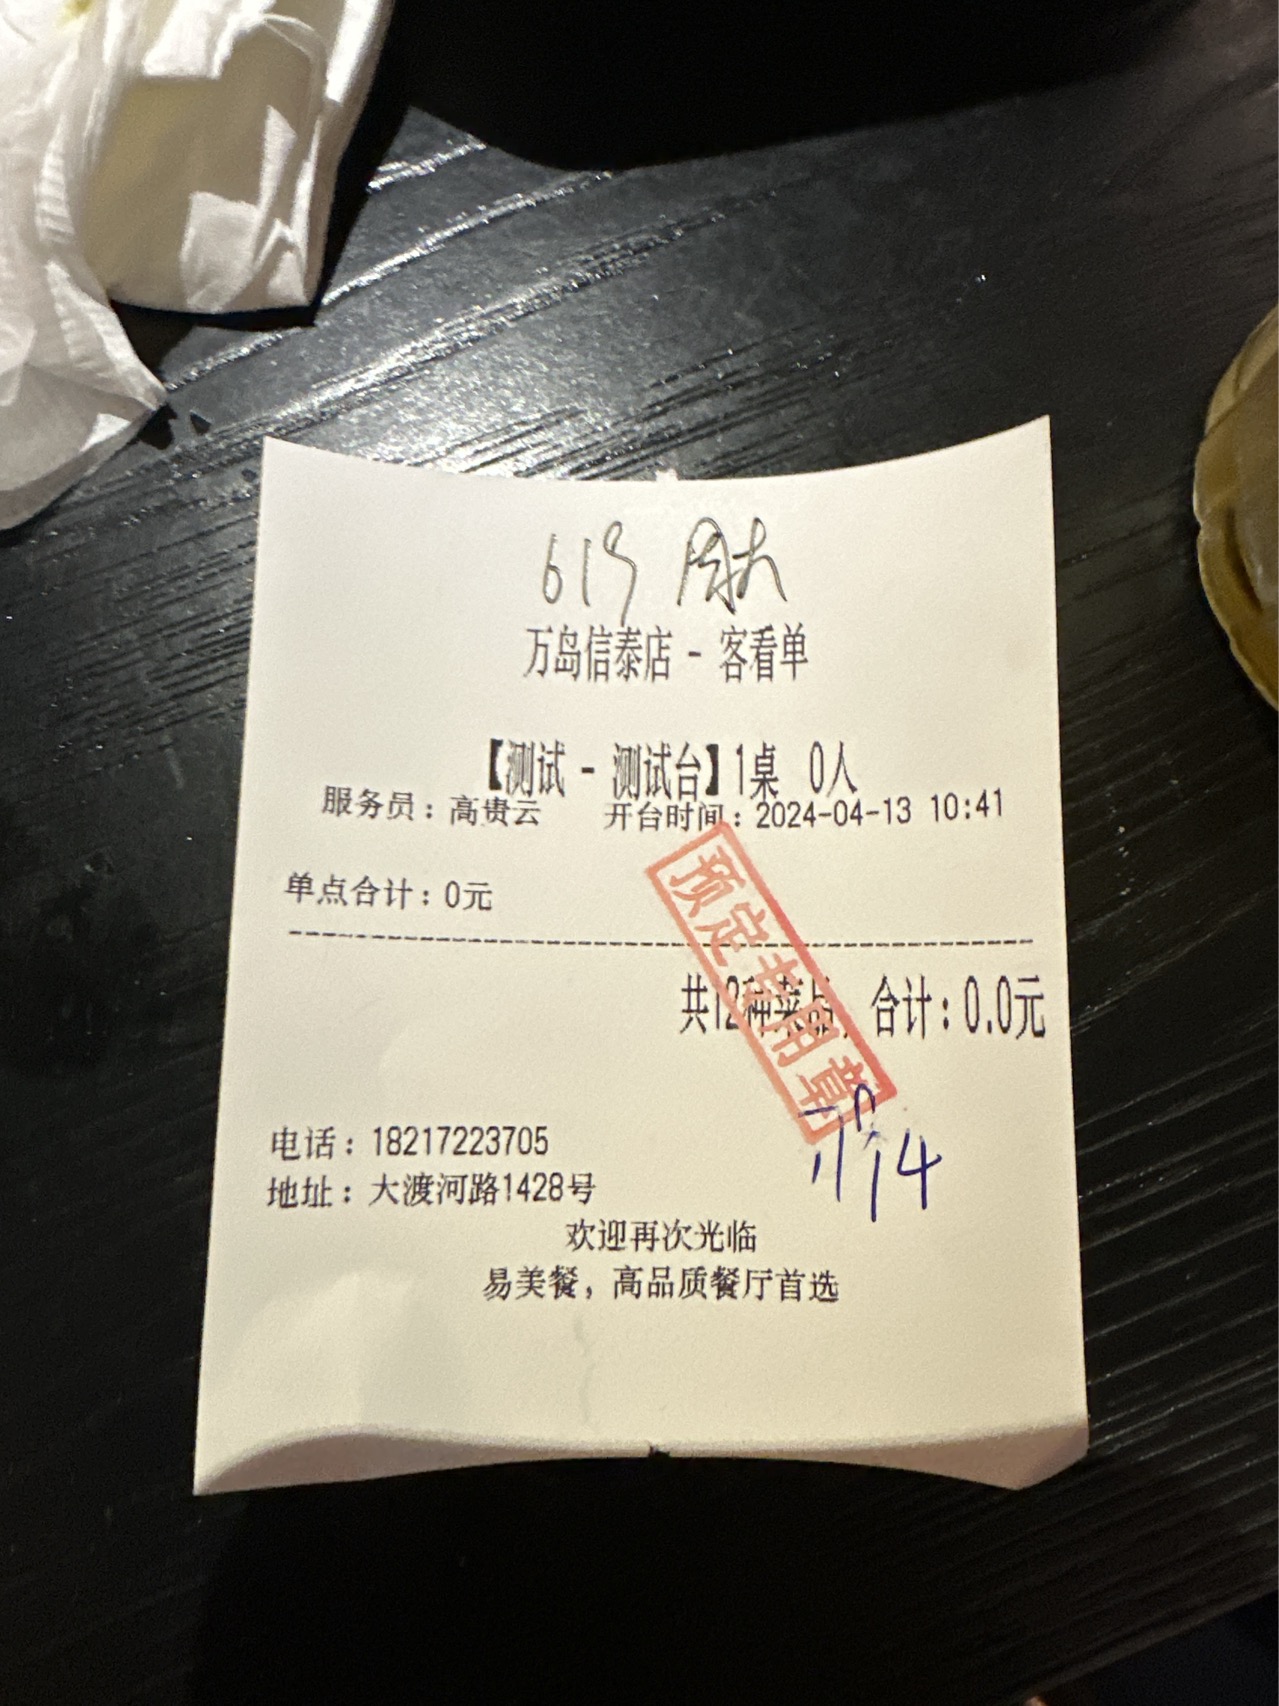 619
万岛信泰店 - 客看单
【测试 - 测试台】1桌 0人
服务员：高贵云 开台时间：2024-04-13 10:41
单点合计：0元
预定专用章
共12种菜品，合计：0.0元
电话：18217223705
地址：大渡河路1428号
欢迎再次光临
易美餐，高品质餐厅首选